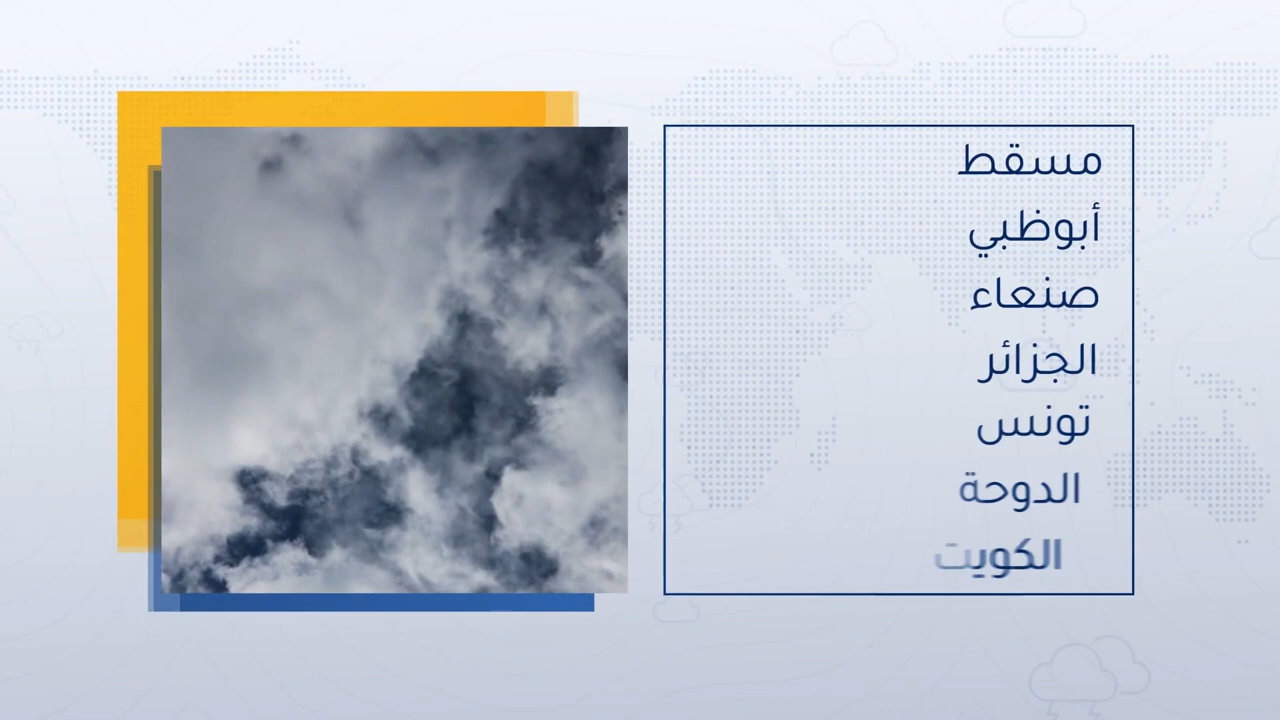 مسقط
أبوظبي
صنعاء
الجزائر
تونس
الدوحة
الكويت